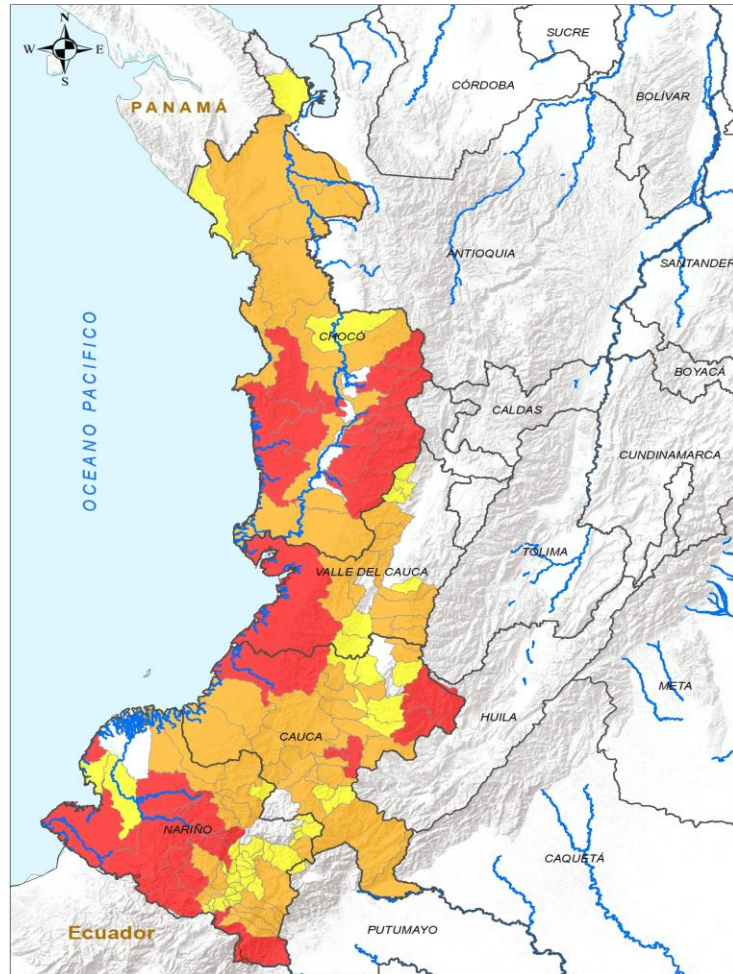 N
W E
S
SUCRE
CÓRDOBA
BOLÍVAR
PANAMÁ
ANTIOQUIA
SANTANDER
OCEANO PACIFICO
CHOCÓ
BOYACÁ
CALDAS
CUNDINAMARCA
TOLIMA
VALLE DEL CAUCA
META
HUILA
CAUCA
NARIÑO
CAQUETÁ
Ecuador
PUTUMAYO